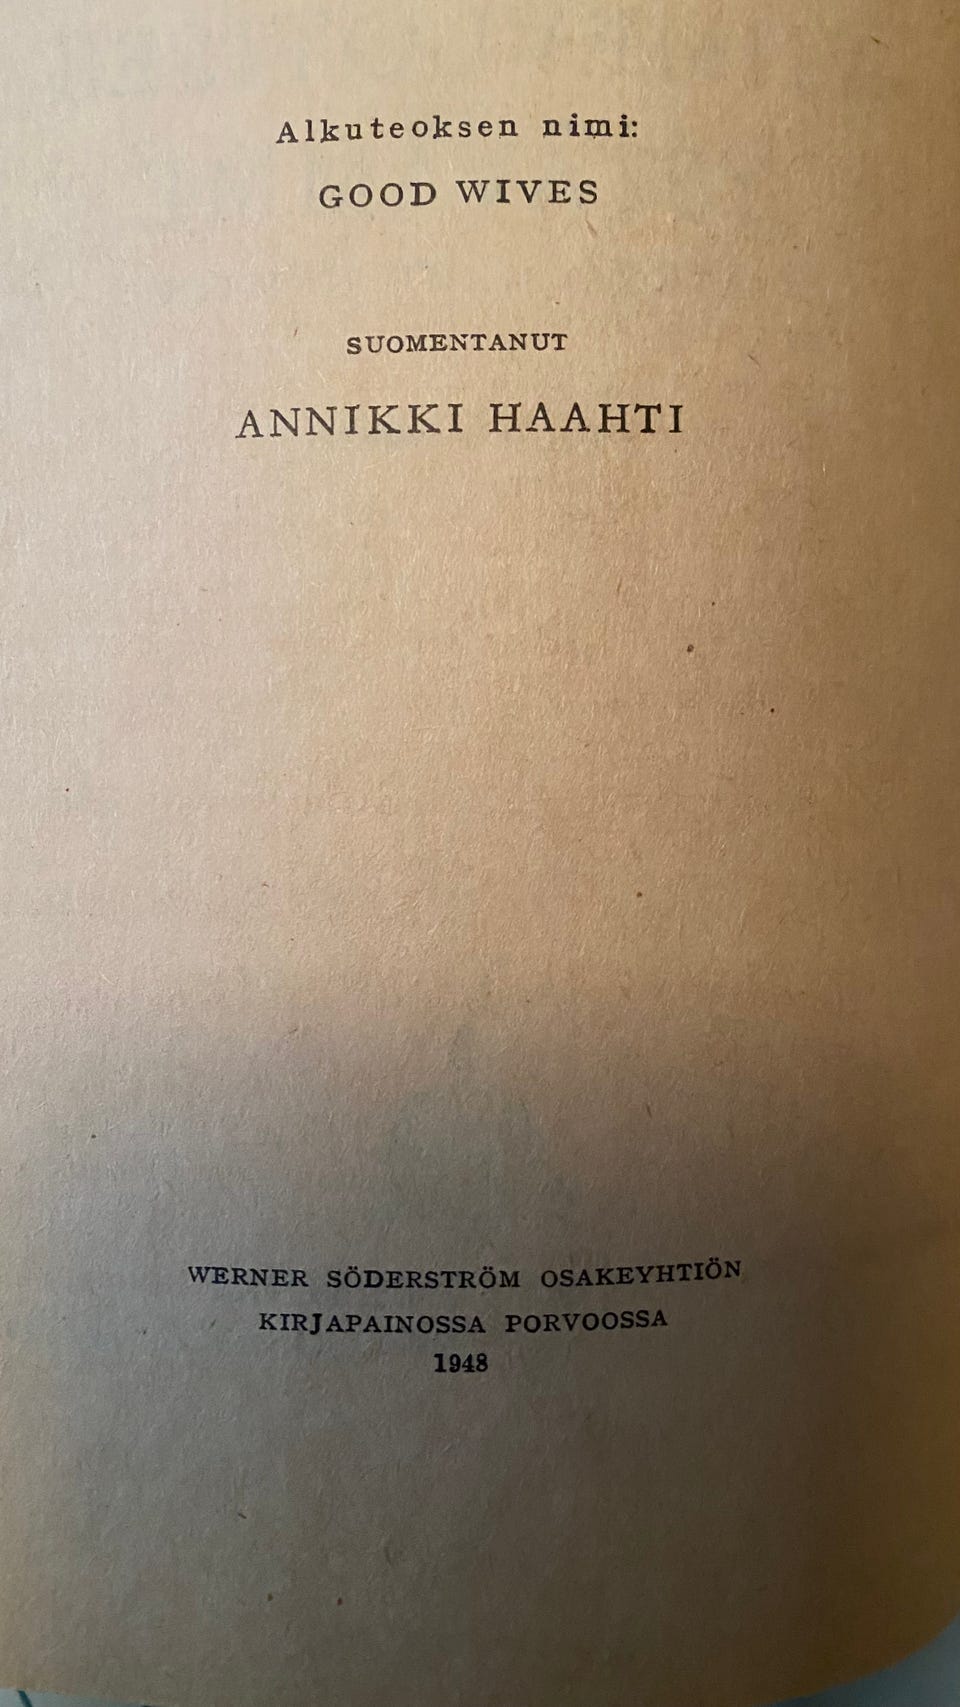 Alkuteoksen nimi:
GOOD WIVES
SUOMENTANUT
ANNIKKI HAAHTI
WERNER SÖDERSTRÖM OSAKEYHTIÖN
KIRJAPAINOSSA PORVOOSSA
1948